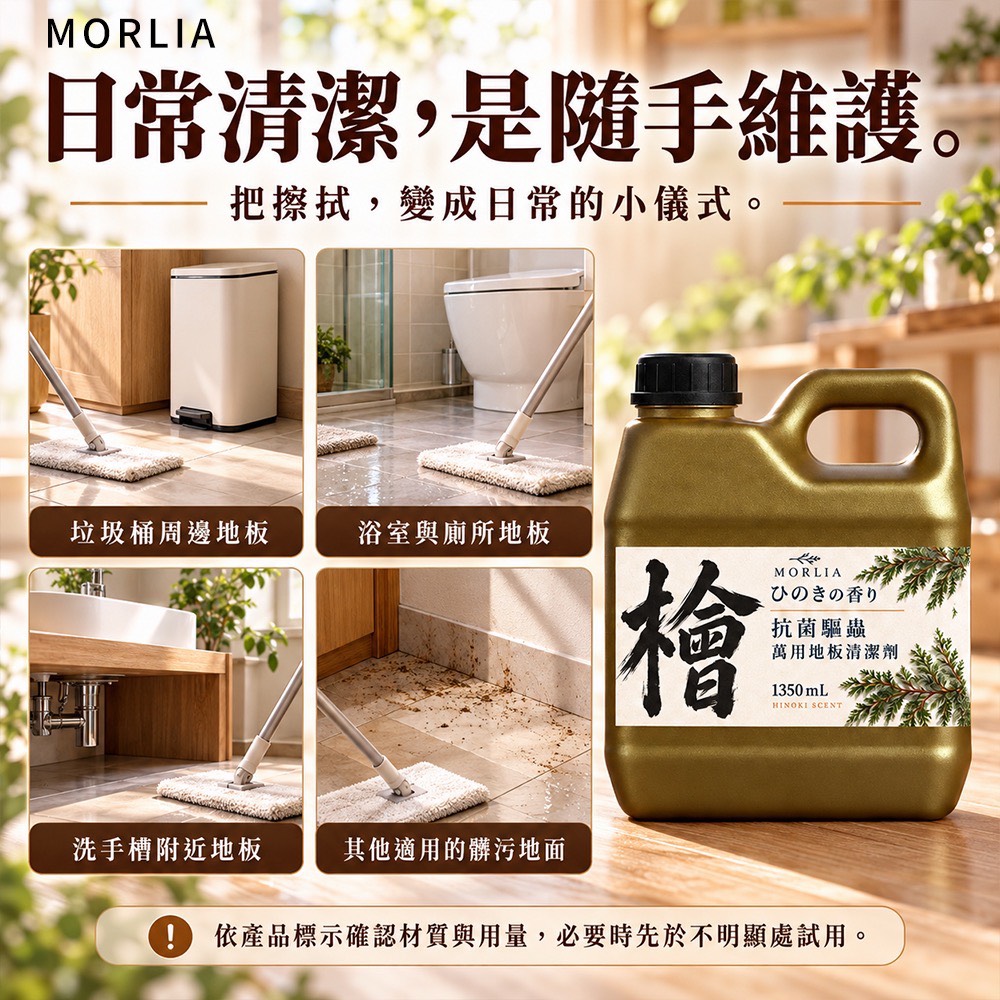 MORLIA
日常清潔，是隨手維護。
把擦拭，變成日常的小儀式。
垃圾桶周邊地板
浴室與廁所地板
洗手槽附近地板
其他適用的髒污地面
檜
MORLIA
ひのきの香り
抗菌驅蟲
萬用地板清潔劑
1350mL
HINOKI SCENT
!
依產品標示確認材質與用量，必要時先於不明顯處試用。